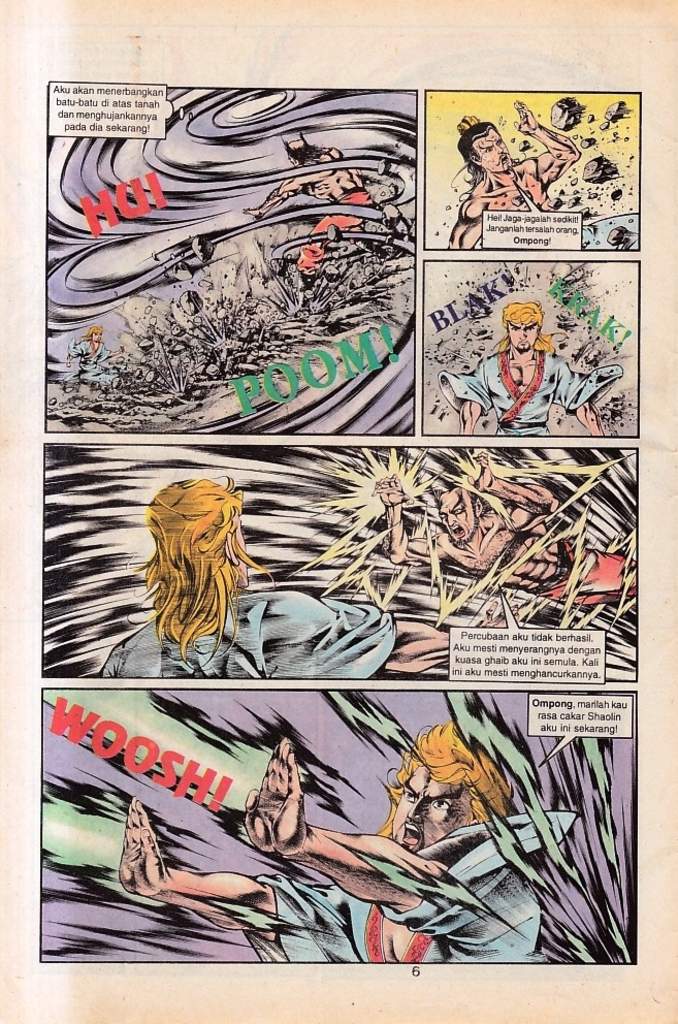 Aku akan menerbangkan
batu-batu di atas tanah
dan menghujankannya
pada dia sekarang!
HUI
POOM!
Hei! Jaga-jagalah sedikit!
Janganlah tersalah orang,
Ompong!
BLAK!
KRAK!
Percubaan aku tidak berhasil.
Aku mesti menyerangnya dengan
kuasa ghaib aku ini semula. Kali
ini aku mesti menghancurkannya.
WOOSH!
Ompong, marilah kau
rasa cakar Shaolin
aku ini sekarang!
6